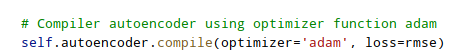 # Compiler autoencoder using optimizer function adam
self.autoencoder.compile(optimizer='adam', loss=rmse)